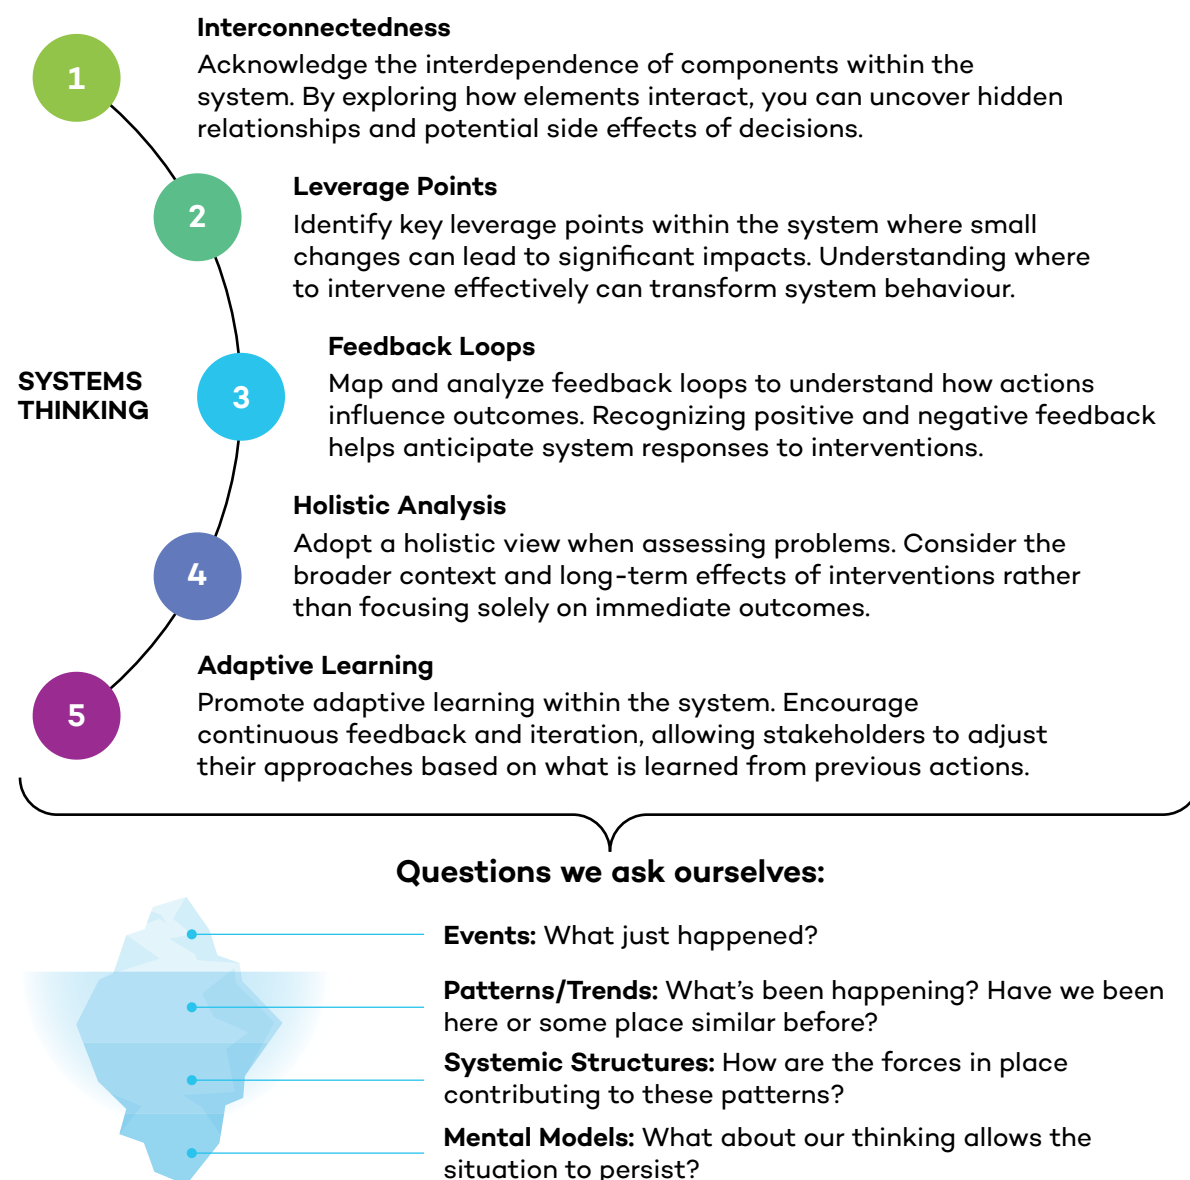 Interconnectedness
1
Acknowledge the interdependence of components within the
system. By exploring how elements interact, you can uncover hidden
relationships and potential side effects of decisions.
Leverage Points
2
Identify key leverage points within the system where small
changes can lead to significant impacts. Understanding where
to intervene effectively can transform system behaviour.
SYSTEMS
THINKING
Feedback Loops
3
Map and analyze feedback loops to understand how actions
influence outcomes. Recognizing positive and negative feedback
helps anticipate system responses to interventions.
Holistic Analysis
4
Adopt a holistic view when assessing problems. Consider the
broader context and long-term effects of interventions rather
than focusing solely on immediate outcomes.
Adaptive Learning
5
Promote adaptive learning within the system. Encourage
continuous feedback and iteration, allowing stakeholders to adjust
their approaches based on what is learned from previous actions.
Questions we ask ourselves:
Events: What just happened?
Patterns/Trends: What's been happening? Have we been
here or some place similar before?
Systemic Structures: How are the forces in place
contributing to these patterns?
Mental Models: What about our thinking allows the
situation to persist?